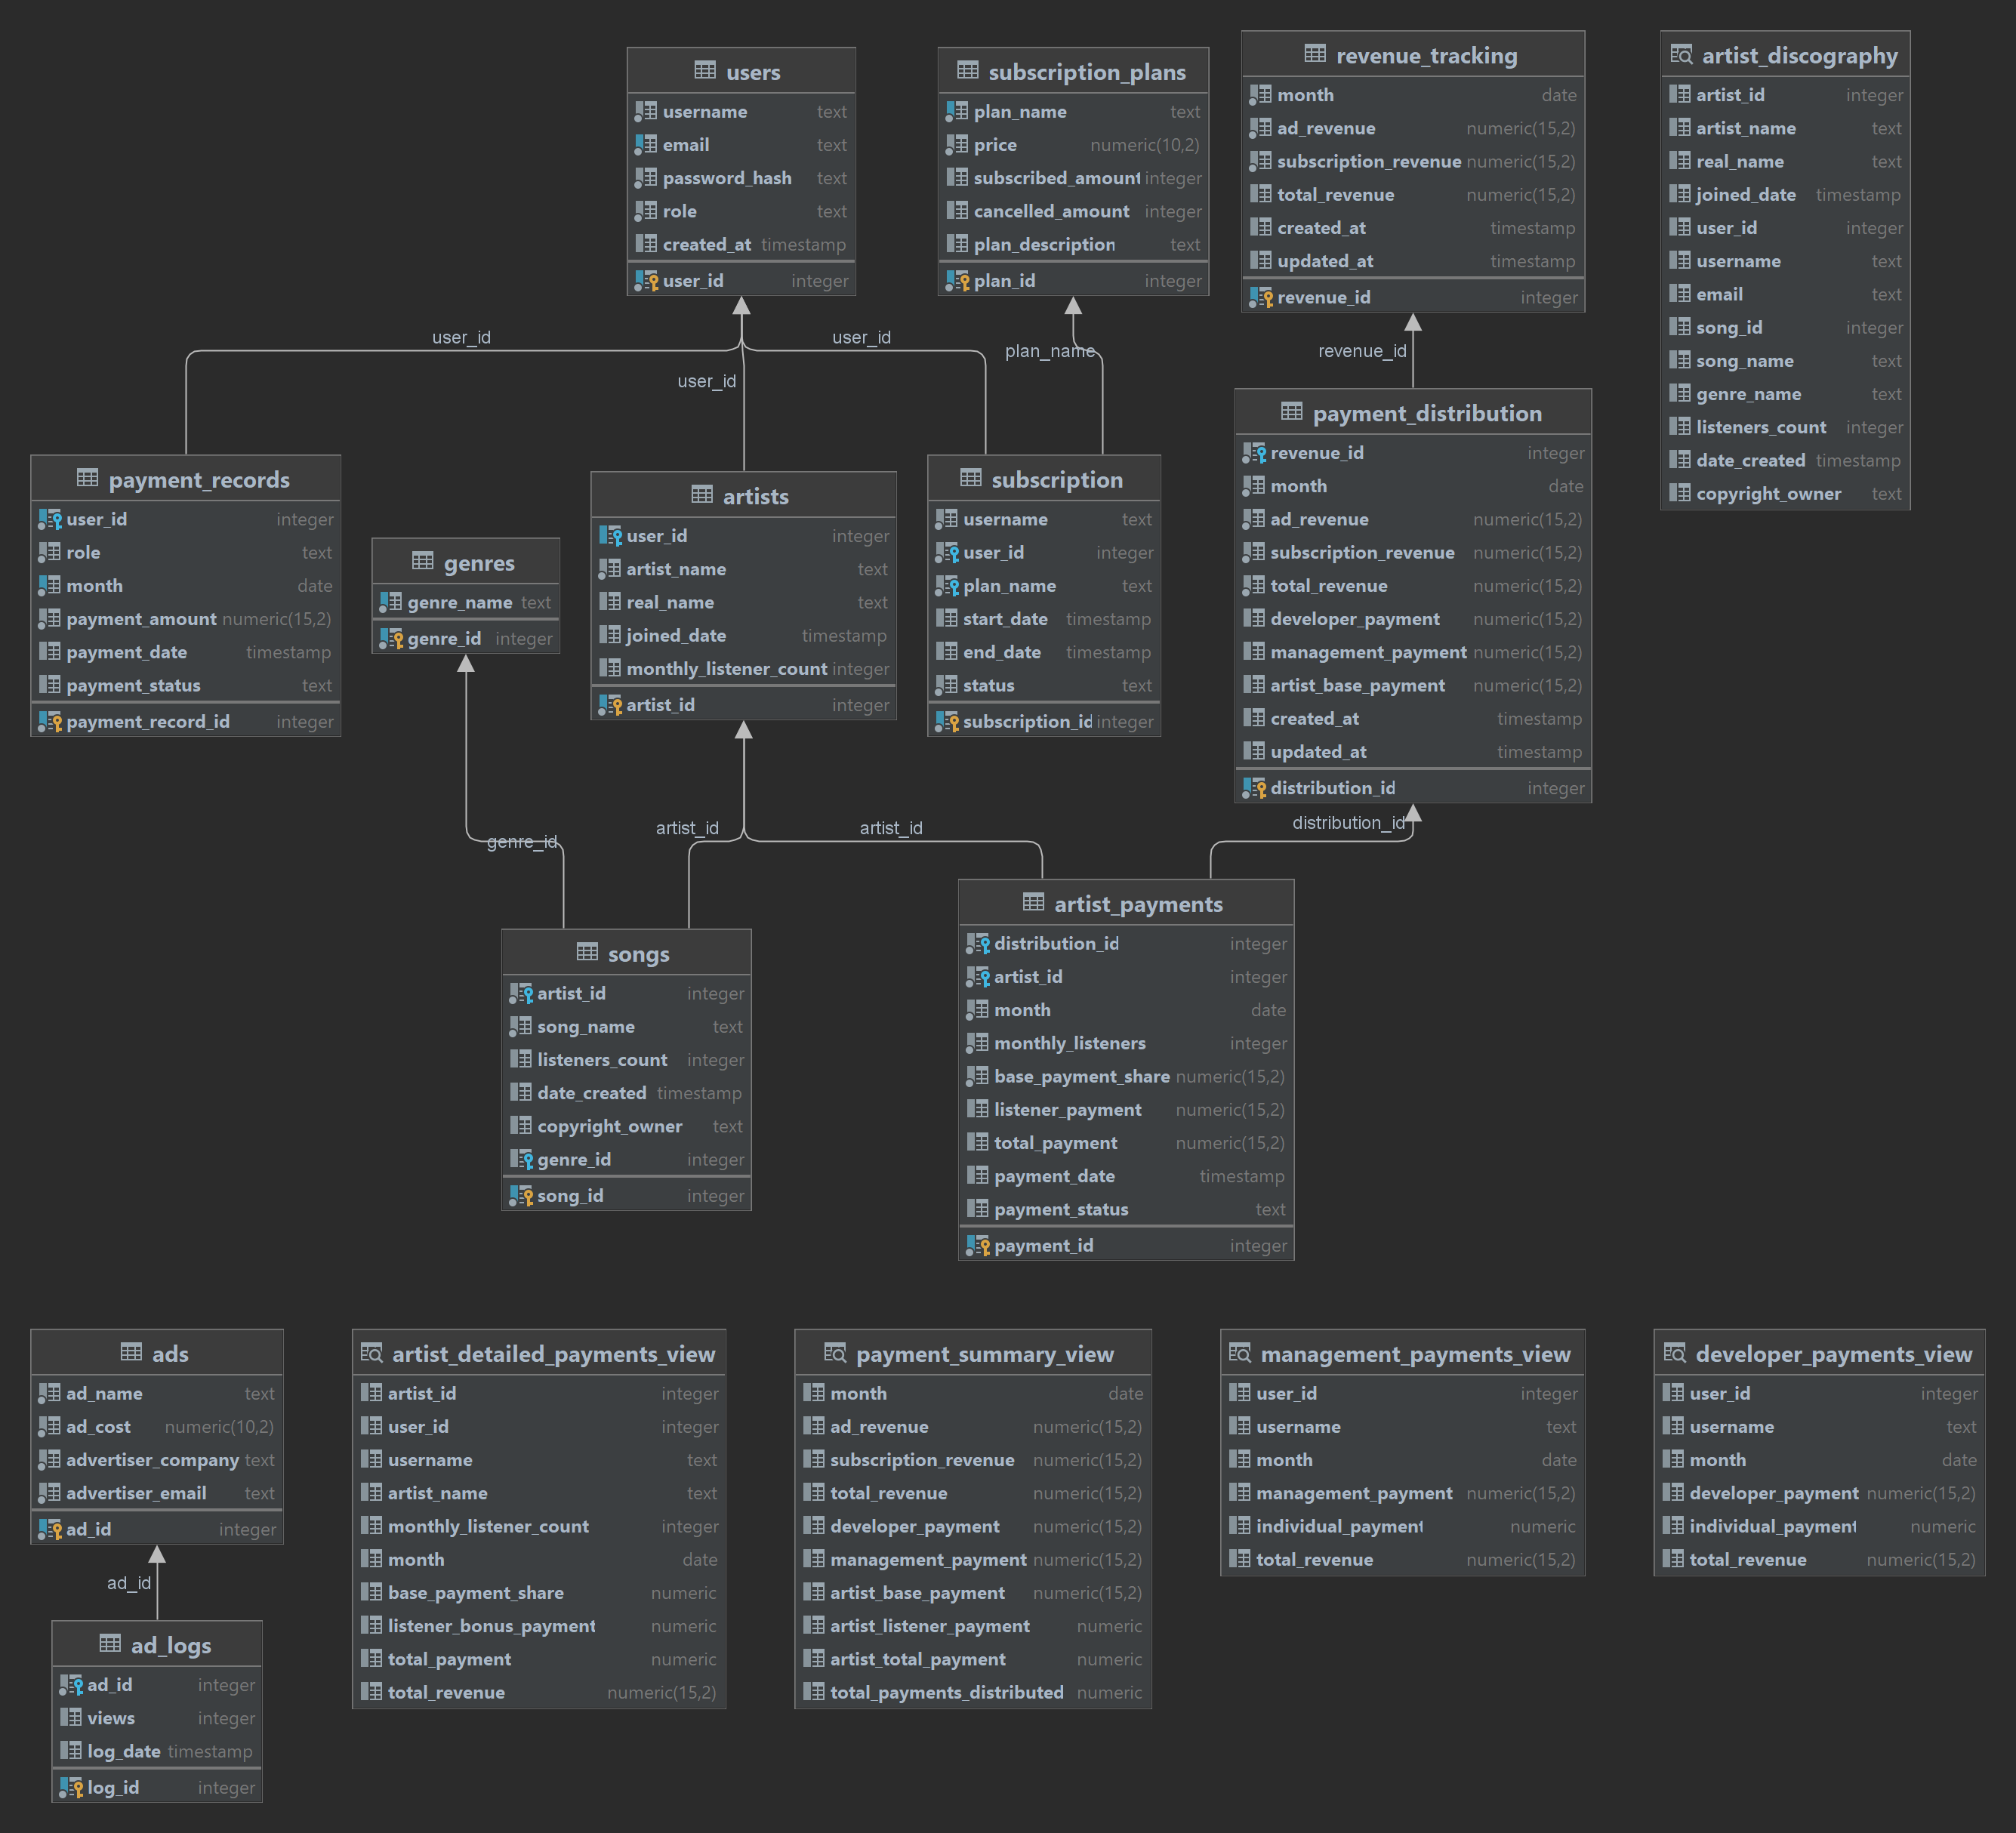 users
username text
email text
password_hash text
role text
created_at timestamp
user_id integer
subscription_plans
plan_name text
price numeric(10,2)
subscribed_amount integer
cancelled_amount integer
plan_description text
plan_id integer
revenue_tracking
month date
ad_revenue numeric(15,2)
subscription_revenue numeric(15,2)
total_revenue numeric(15,2)
created_at timestamp
updated_at timestamp
revenue_id integer
artist_discography
artist_id integer
artist_name text
real_name text
joined_date timestamp
user_id integer
username text
email text
song_id integer
song_name text
genre_name text
listeners_count integer
date_created timestamp
copyright_owner text
user_id
user_id
user_id
plan_name
revenue_id
payment_records
user_id integer
role text
month date
payment_amount numeric(15,2)
payment_date timestamp
payment_status text
payment_record_id integer
genres
genre_name text
genre_id integer
artists
user_id integer
artist_name text
real_name text
joined_date timestamp
monthly_listener_count integer
artist_id integer
subscription
username text
user_id integer
plan_name text
start_date timestamp
end_date timestamp
status text
subscription_id integer
payment_distribution
revenue_id integer
month date
ad_revenue numeric(15,2)
subscription_revenue numeric(15,2)
total_revenue numeric(15,2)
developer_payment numeric(15,2)
management_payment numeric(15,2)
artist_base_payment numeric(15,2)
created_at timestamp
updated_at timestamp
distribution_id integer
genre_id
artist_id
artist_id
distribution_id
songs
artist_id integer
song_name text
listeners_count integer
date_created timestamp
copyright_owner text
genre_id integer
song_id integer
artist_payments
distribution_id integer
artist_id integer
month date
monthly_listeners integer
base_payment_share numeric(15,2)
listener_payment numeric(15,2)
total_payment numeric(15,2)
payment_date timestamp
payment_status text
payment_id integer
ads
ad_name text
ad_cost numeric(10,2)
advertiser_company text
advertiser_email text
ad_id integer
ad_id
ad_logs
ad_id integer
views integer
log_date timestamp
log_id integer
artist_detailed_payments_view
artist_id integer
user_id integer
username text
artist_name text
monthly_listener_count integer
month date
base_payment_share numeric
listener_bonus_payment numeric
total_payment numeric
total_revenue numeric(15,2)
payment_summary_view
month date
ad_revenue numeric(15,2)
subscription_revenue numeric(15,2)
total_revenue numeric(15,2)
developer_payment numeric(15,2)
management_payment numeric(15,2)
artist_base_payment numeric(15,2)
artist_listener_payment numeric
artist_total_payment numeric
total_payments_distributed numeric
management_payments_view
user_id integer
username text
month date
management_payment numeric(15,2)
individual_payment numeric
total_revenue numeric(15,2)
developer_payments_view
user_id integer
username text
month date
developer_payment numeric(15,2)
individual_payment numeric
total_revenue numeric(15,2)